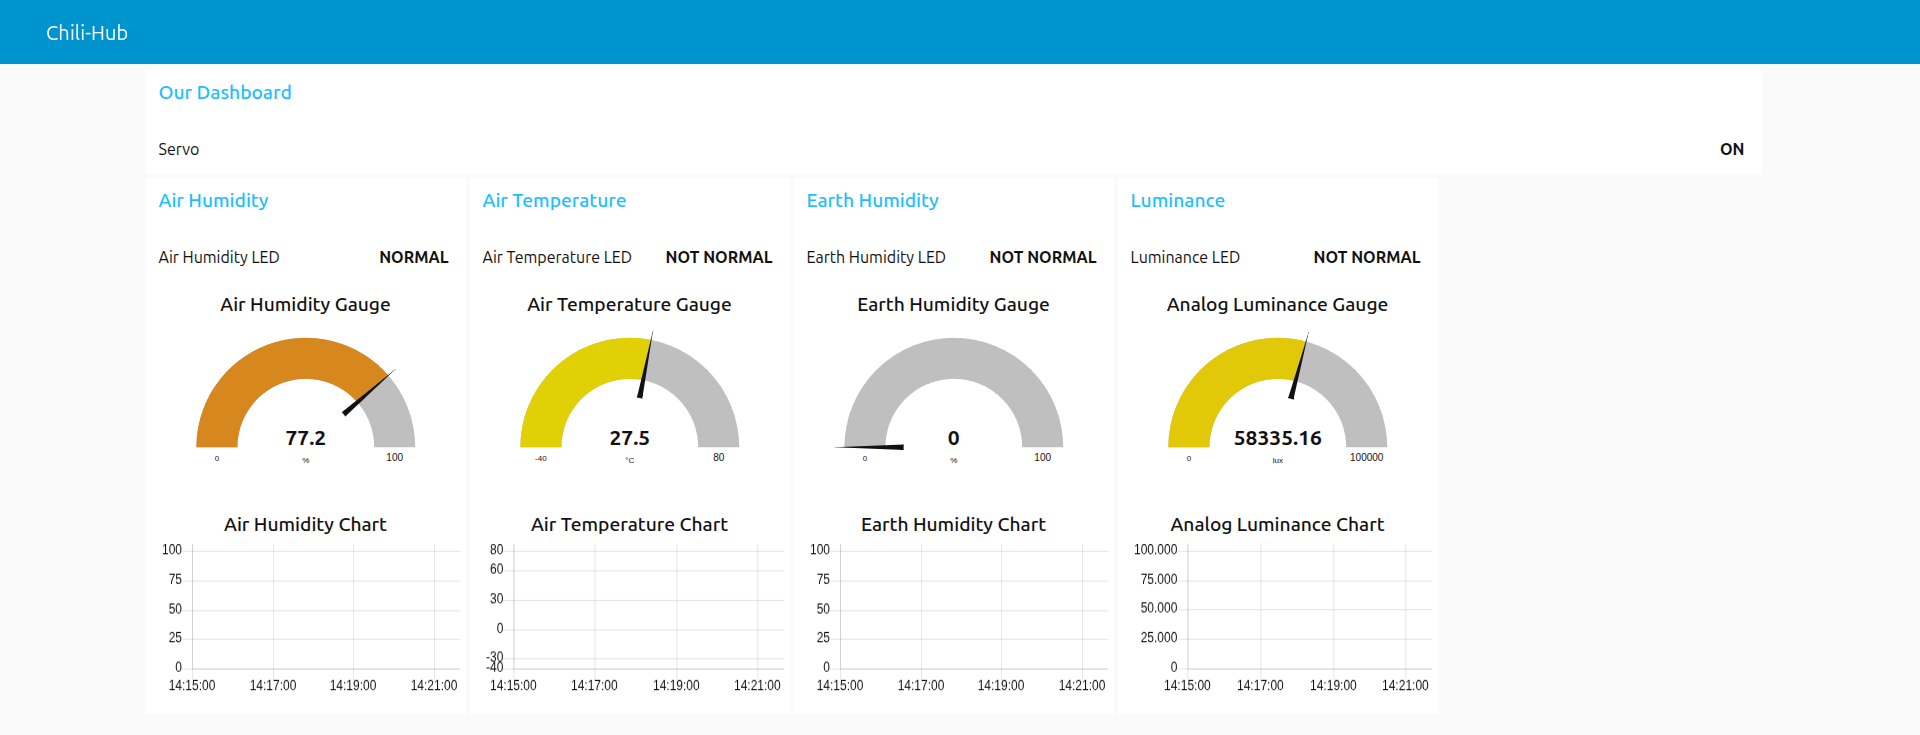 Chili-Hub
Our Dashboard
Servo ON
Air Humidity
Air Humidity LED NORMAL
Air Humidity Gauge
77.2
0 % 100
Air Humidity Chart
100
75
50
25
0
14:15:00 14:17:00 14:19:00 14:21:00
Air Temperature
Air Temperature LED NOT NORMAL
Air Temperature Gauge
27.5
-40 °C 80
Air Temperature Chart
80
60
30
0
-30
-40
14:15:00 14:17:00 14:19:00 14:21:00
Earth Humidity
Earth Humidity LED NOT NORMAL
Earth Humidity Gauge
0
0 % 100
Earth Humidity Chart
100
75
50
25
0
14:15:00 14:17:00 14:19:00 14:21:00
Luminance
Luminance LED NOT NORMAL
Analog Luminance Gauge
58335.16
0 lux 100000
Analog Luminance Chart
100.000
75.000
50.000
25.000
0
14:15:00 14:17:00 14:19:00 14:21:00